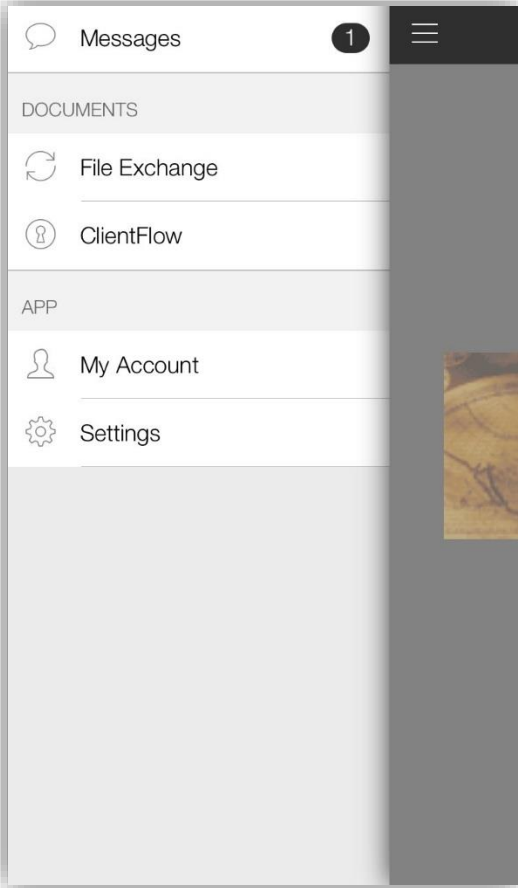 Messages 1
DOCUMENTS
File Exchange
ClientFlow
APP
My Account
Settings